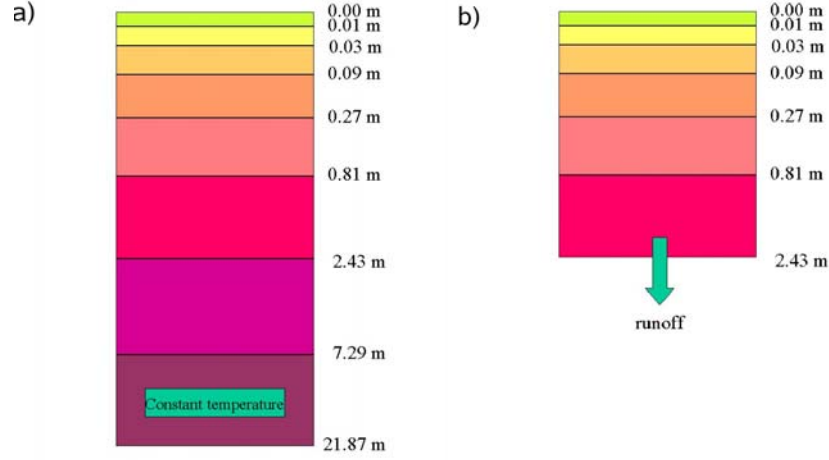 a)
0.00 m
0.01 m
0.03 m
0.09 m
0.27 m
0.81 m
2.43 m
7.29 m
Constant temperature
21.87 m
b)
0.00 m
0.01 m
0.03 m
0.09 m
0.27 m
0.81 m
2.43 m
runoff